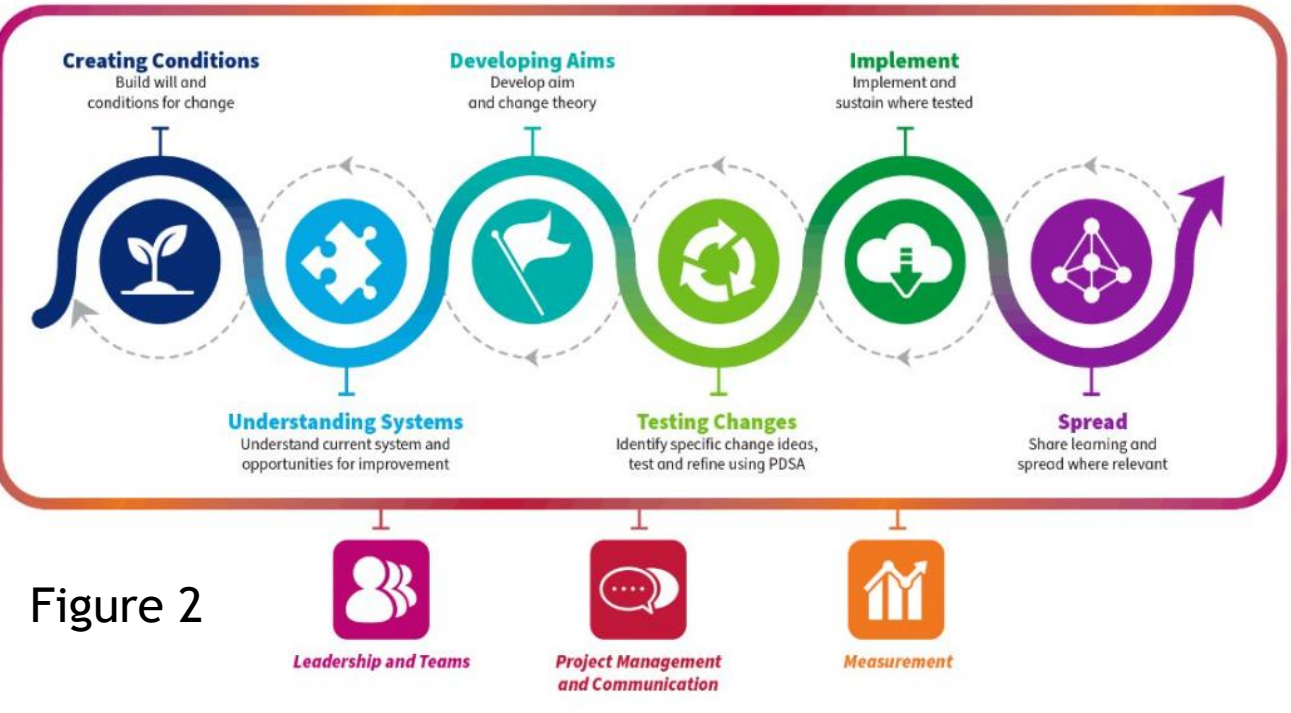 Creating Conditions
Build will and
conditions for change
Developing Aims
Develop aim
and change theory
Implement
Implement and
sustain where tested
Understanding Systems
Understand current system and
opportunities for improvement
Testing Changes
Identify specific change ideas,
test and refine using PDSA
Spread
Share learning and
spread where relevant
Figure 2
Leadership and Teams
Project Management
and Communication
Measurement